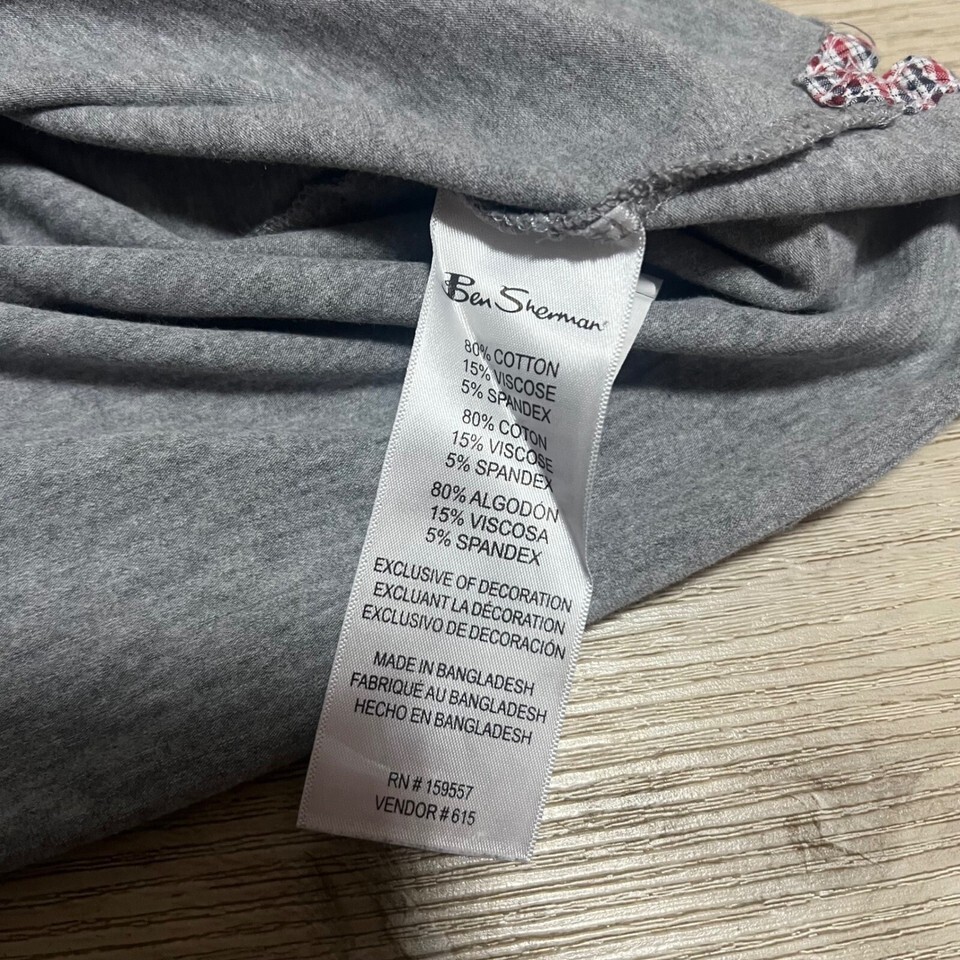 Ben Sherman
80% COTTON
15% VISCOSE
5% SPANDEX
80% COTON
15% VISCOSE
5% SPANDEX
80% ALGODÓN
15% VISCOSA
5% SPANDEX
EXCLUSIVE OF DECORATION
EXCLUANT LA DÉCORATION
EXCLUSIVO DE DECORACIÓN
MADE IN BANGLADESH
FABRIQUÉ AU BANGLADESH
HECHO EN BANGLADESH
RN # 159557
VENDOR # 615